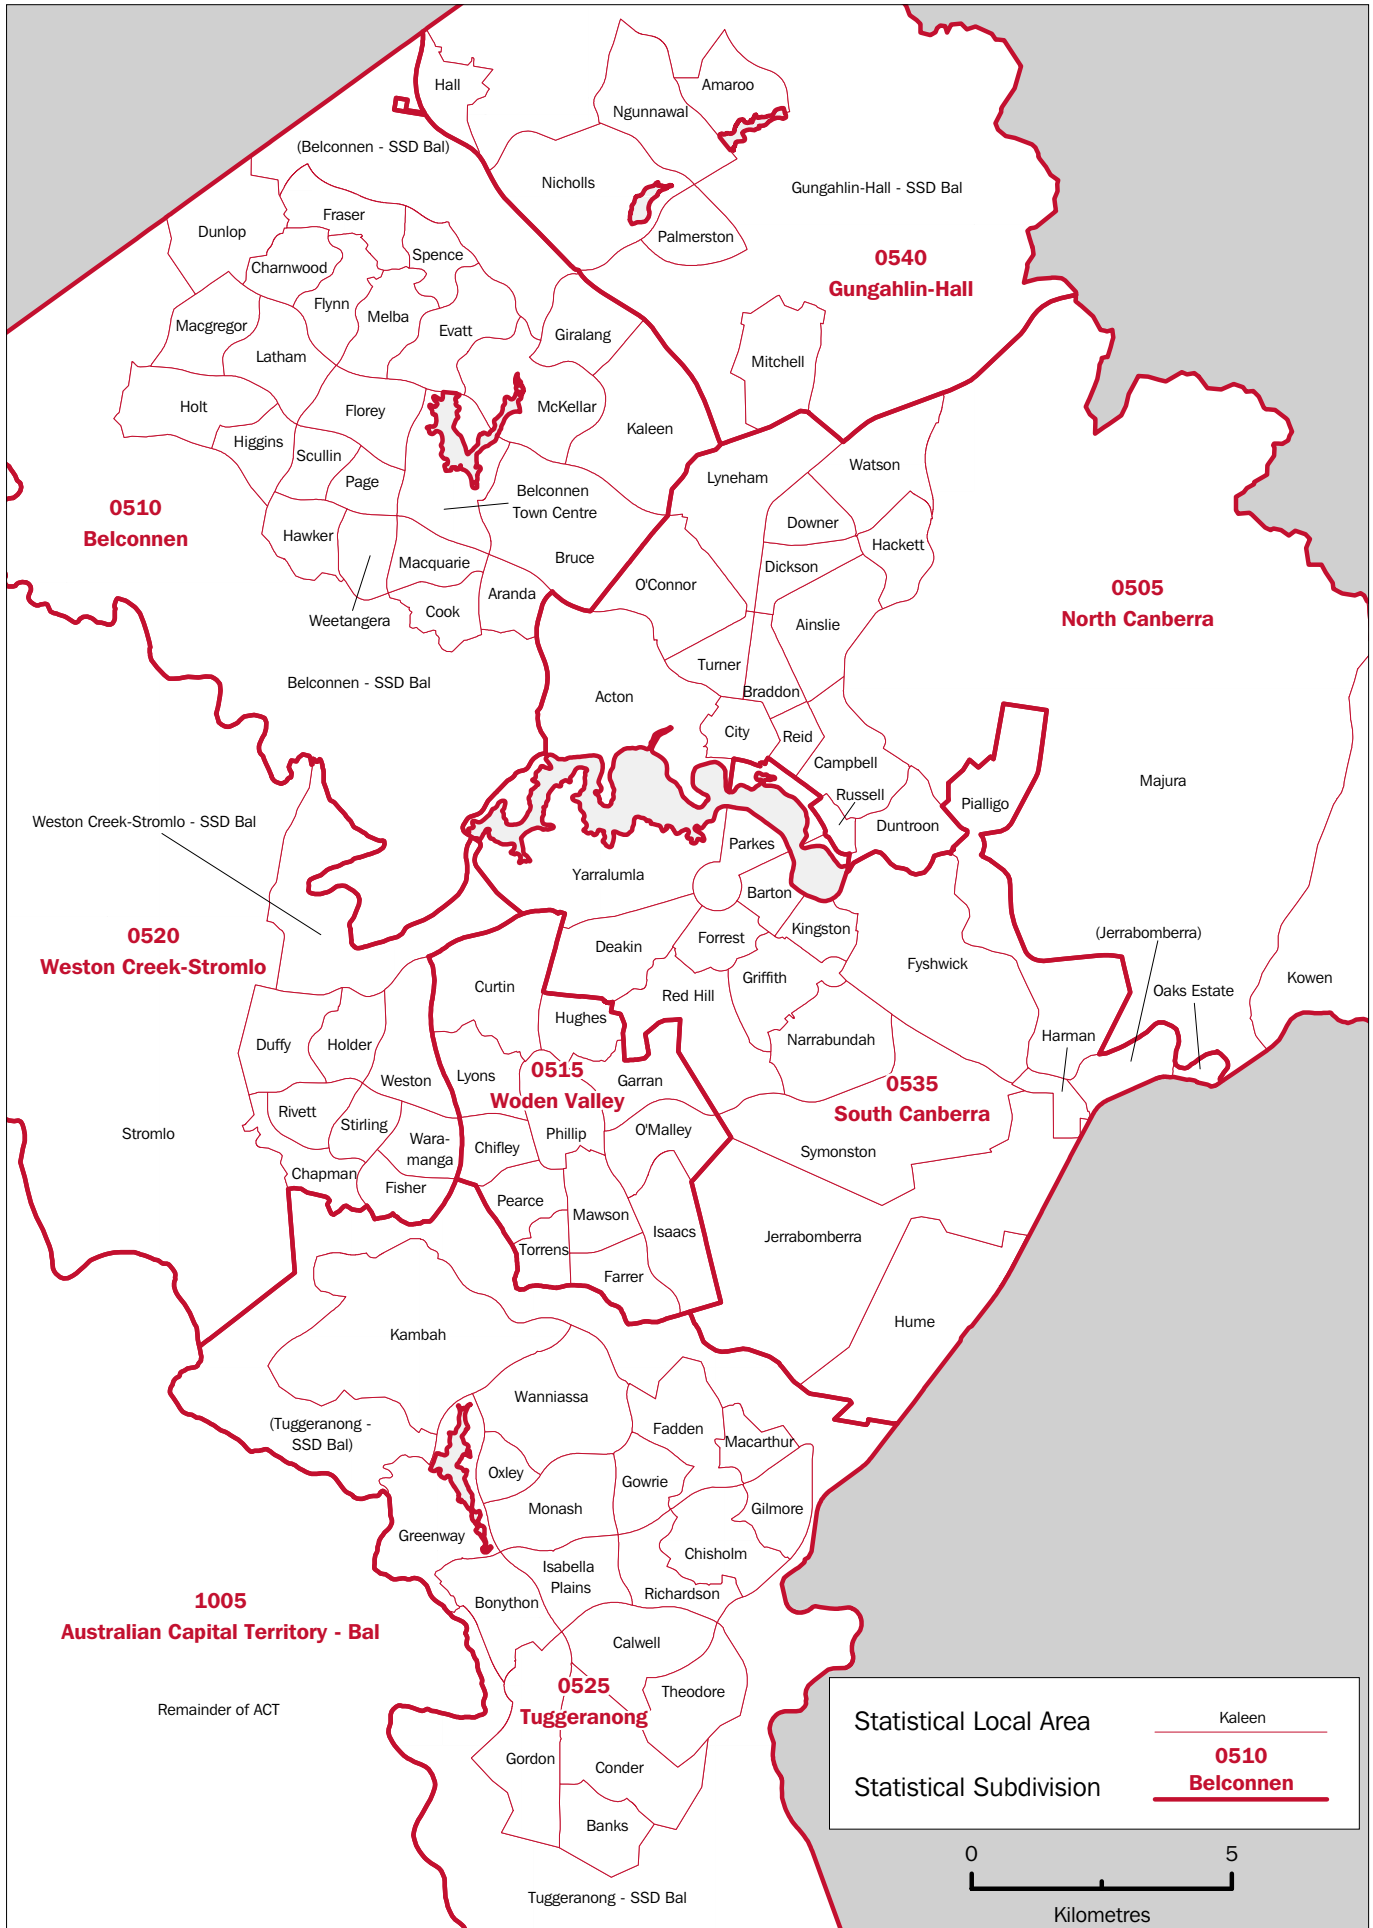 Hall
Amaroo
Ngunnawal
(Belconnen - SSD Bal)
Nicholls
Gungahlin-Hall - SSD Bal
Fraser
Dunlop
Palmerston
Spence
0540
Gungahlin-Hall
Charnwood
Flynn
Melba
Macgregor
Evatt
Giralang
Latham
Mitchell
Holt
Florey
McKellar
Kaleen
Higgins
Scullin
Page
Lyneham
Watson
Belconnen
Town Centre
0510
Belconnen
Downer
Hackett
Hawker
Macquarie
Bruce
Dickson
O'Connor
0505
North Canberra
Aranda
Cook
Weetangera
Ainslie
Turner
Belconnen - SSD Bal
Acton
Braddon
City
Reid
Campbell
Majura
Russell
Pialligo
Weston Creek-Stromlo - SSD Bal
Duntroon
Parkes
Yarralumla
Barton
0520
Weston Creek-Stromlo
Kingston
Forrest
Deakin
(Jerrabomberra)
Fyshwick
Griffith
Kowen
Curtin
Red Hill
Oaks Estate
Hughes
Harman
Duffy
Holder
Narrabundah
Lyons
0515
Woden Valley
Garran
Weston
0535
South Canberra
Rivett
Stirling
Stromlo
Phillip
O'Malley
Wara-
manga
Chifley
Symonston
Chapman
Fisher
Pearce
Mawson
Isaacs
Jerrabomberra
Torrens
Farrer
Hume
Kambah
Wanniassa
(Tuggeranong -
SSD Bal)
Fadden
Macarthur
Oxley
Gowrie
Monash
Gilmore
Greenway
Chisholm
Isabella
Plains
Richardson
1005
Australian Capital Territory - Bal
Bonython
Calwell
0525
Tuggeranong
Theodore
Remainder of ACT
Gordon
Conder
Banks
Tuggeranong - SSD Bal
Statistical Local Area
Kaleen
Statistical Subdivision
0510
Belconnen
0 5
Kilometres